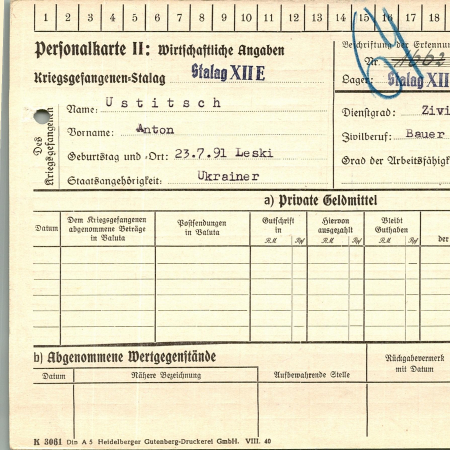 1 2 3 4 5 6 7 8 9 10 11 12 13 14 15 16 17 18
Personalkarte II: Wirtschaftliche Angaben
Kriegsgefangenen-Stalag Stalag XII E
Des Kriegsgefangenen
Name: Ustitsch
Vorname: Anton
Geburtstag und -Ort: 23.7.91 Leski
Staatsangehörigkeit: Ukrainer
Beschriftung der Erkennu
Nr. 1662
Lager: Stalag XII
Dienstgrad: Zivi
Zivilberuf: Bauer
Grad der Arbeitsfähigk
a) Private Geldmittel
Datum
Dem Kriegsgefangenen
abgenommene Beträge
in Valuta
Postsendungen
in Valuta
Gutschrift
in
RM Rpf
Hiervon
ausgezahlt
RM Rpf
Bleibt
Guthaben
RM Rpf
der
b) Abgenommene Wertgegenstände
Datum
Nähere Bezeichnung
Aufbewahrende Stelle
Rückgabevermerk
mit Datum
K 3061 Din A 5 Heidelberger Gutenberg-Druckerei GmbH. VIII. 40